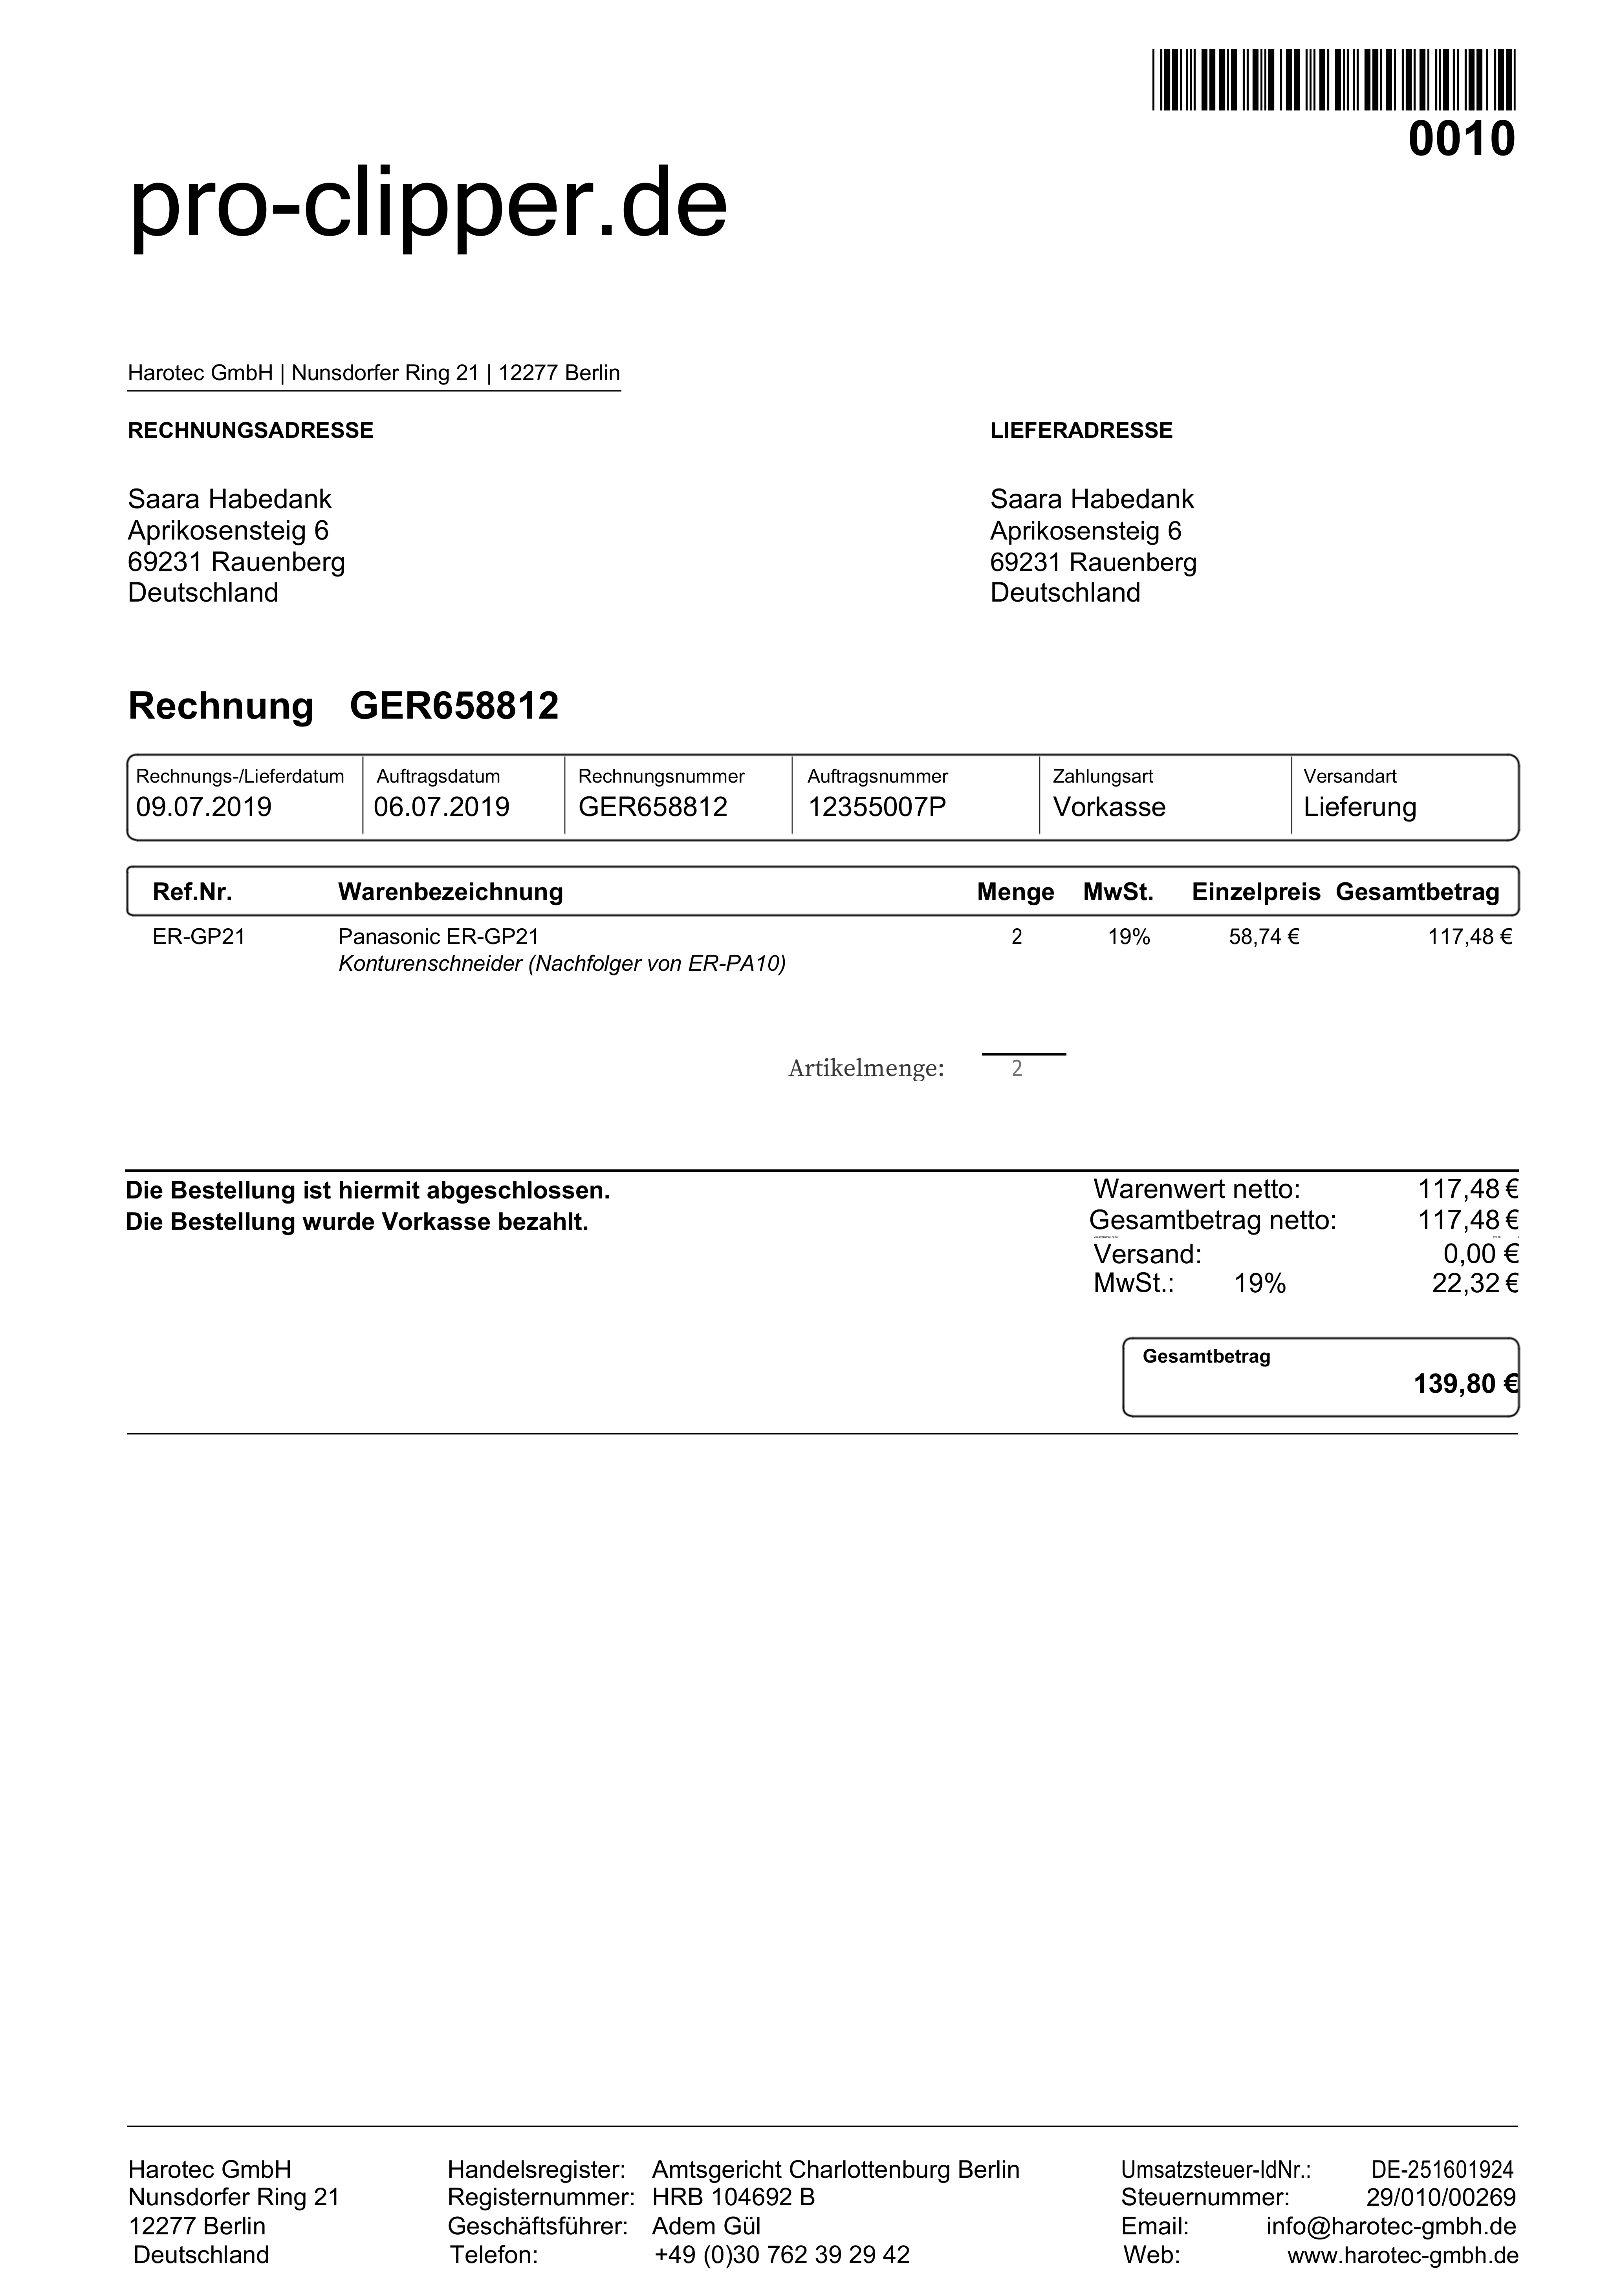 0010
pro-clipper.de
Harotec GmbH | Nunsdorfer Ring 21 | 12277 Berlin
RECHNUNGSADRESSE LIEFERADRESSE
Saara Habedank Saara Habedank
Aprikosensteig 6 Aprikosensteig 6
69231 Rauenberg 69231 Rauenberg
Deutschland Deutschland
Rechnung GER658812
Rechnungs-/Lieferdatum Auftragsdatum Rechnungsnummer Auftragsnummer Zahlungsart Versandart
09.07.2019 06.07.2019 GER658812 12355007P Vorkasse Lieferung
Ref.Nr. Warenbezeichnung Menge MwSt. Einzelpreis Gesamtbetrag
ER-GP21 Panasonic ER-GP21 2 19% 58,74 € 117,48 €
Konturenschneider (Nachfolger von ER-PA10)
Artikelmenge: 2
Die Bestellung ist hiermit abgeschlossen. Warenwert netto: 117,48 €
Die Bestellung wurde Vorkasse bezahlt. Gesamtbetrag netto: 117,48 €
Versand: 0,00 €
MwSt.: 19% 22,32 €
Gesamtbetrag
139,80 €
Harotec GmbH Handelsregister: Amtsgericht Charlottenburg Berlin Umsatzsteuer-IdNr.: DE-251601924
Nunsdorfer Ring 21 Registernummer: HRB 104692 B Steuernummer: 29/010/00269
12277 Berlin Geschäftsführer: Adem Gül Email: info@harotec-gmbh.de
Deutschland Telefon: +49 (0)30 762 39 29 42 Web: www.harotec-gmbh.de